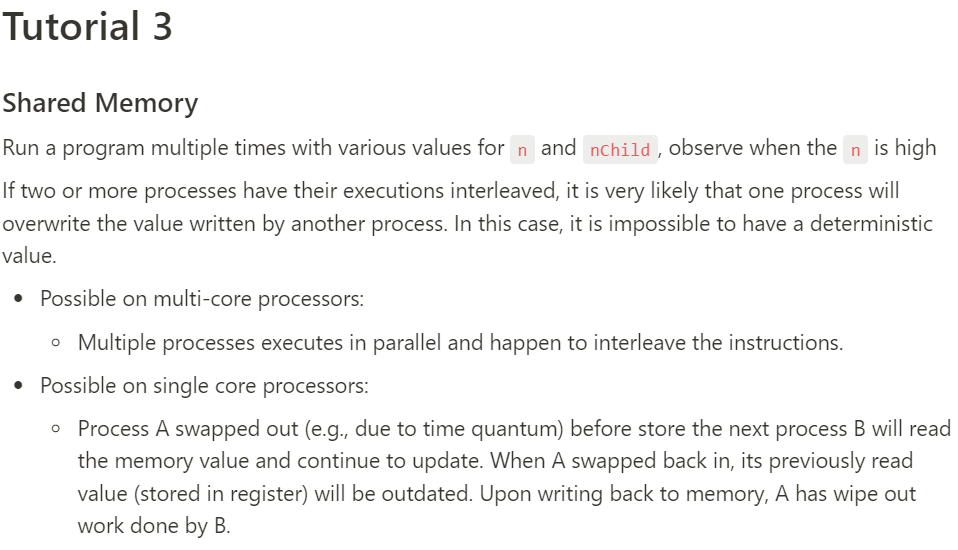 Tutorial 3
Shared Memory
Run a program multiple times with various values for n and nChild, observe when the n is high
If two or more processes have their executions interleaved, it is very likely that one process will
overwrite the value written by another process. In this case, it is impossible to have a deterministic
value.
• Possible on multi-core processors:
◦ Multiple processes executes in parallel and happen to interleave the instructions.
• Possible on single core processors:
◦ Process A swapped out (e.g., due to time quantum) before store the next process B will read
the memory value and continue to update. When A swapped back in, its previously read
value (stored in register) will be outdated. Upon writing back to memory, A has wipe out
work done by B.